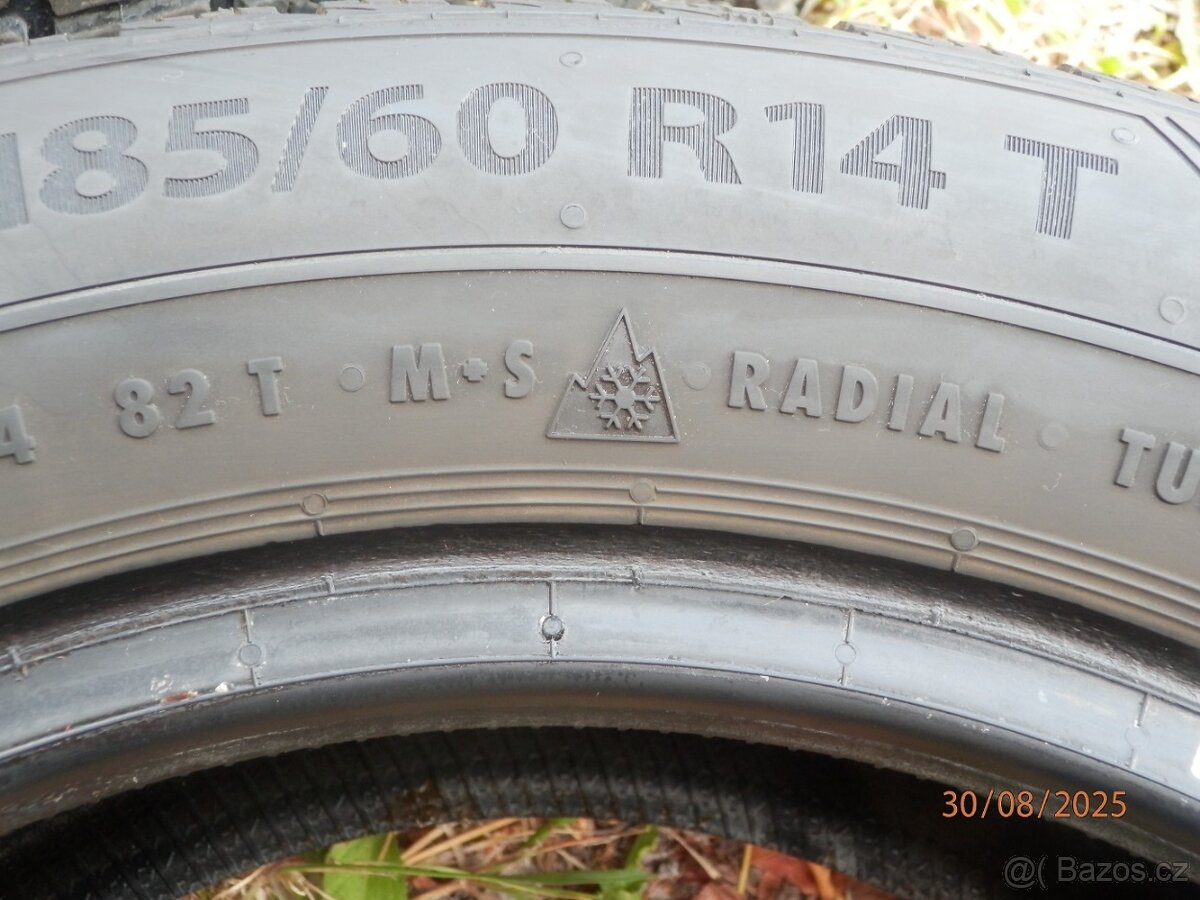 185/60 R14 T
4 82 T · M+S · RADIAL · TU
30/08/2025
@( Bazos.cz